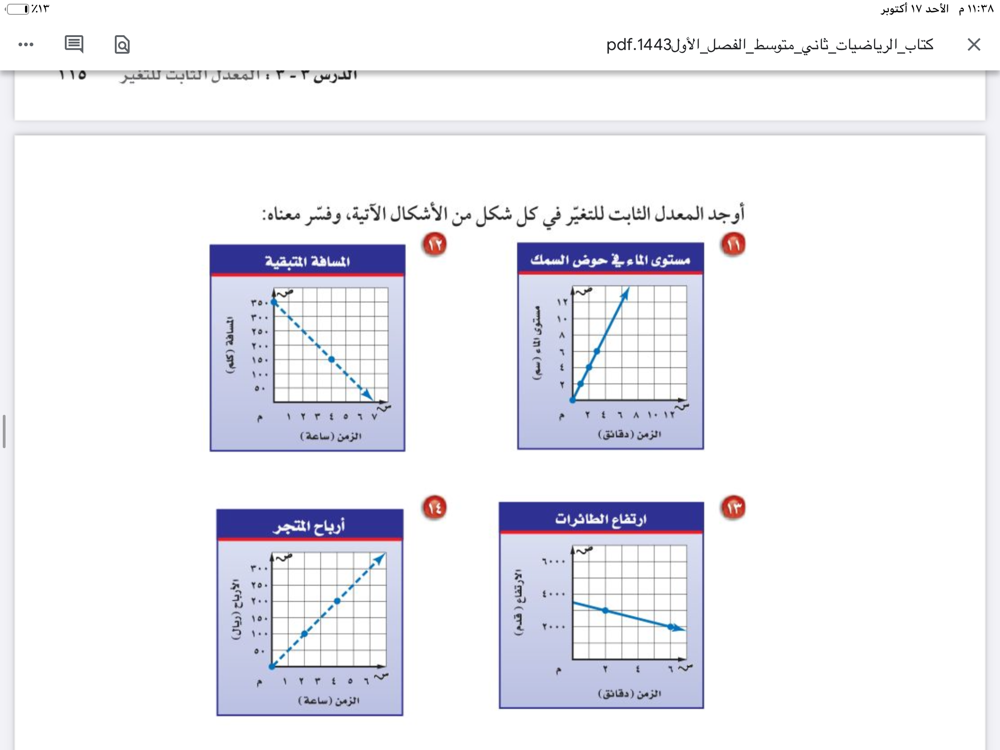 ١١:٣٨ م الأحد ١٧ أكتوبر
٪١٣
كتاب_الرياضيات_ثاني_متوسط_الفصل_الأول1443.pdf
الدرس ٣ - ٣ : المعدل الثابت للتغير ١١٥
أوجد المعدل الثابت للتغيّر في كل شكل من الأشكال الآتية، وفسّر معناه:
١١
مستوى الماء في حوض السمك
ص
١٢
١٠
٨
٦
٤
٢
مستوى الماء (سم)
م ٢ ٤ ٦ ٨ ١٠ ١٢ س
الزمن (دقائق)
١٢
المسافة المتبقية
ص
٣٥٠
٣٠٠
٢٥٠
٢٠٠
١٥٠
١٠٠
٥٠
المسافة (كلم)
م ١ ٢ ٣ ٤ ٥ ٦ ٧ س
الزمن (ساعة)
١٣
ارتفاع الطائرات
ص
٦٠٠٠
٤٠٠٠
٢٠٠٠
الارتفاع (قدم)
م ٢ ٤ ٦ س
الزمن (دقائق)
١٤
أرباح المتجر
ص
٣٠٠
٢٥٠
٢٠٠
١٥٠
١٠٠
٥٠
الأرباح (ريال)
م ١ ٢ ٣ ٤ ٥ ٦ س
الزمن (ساعة)